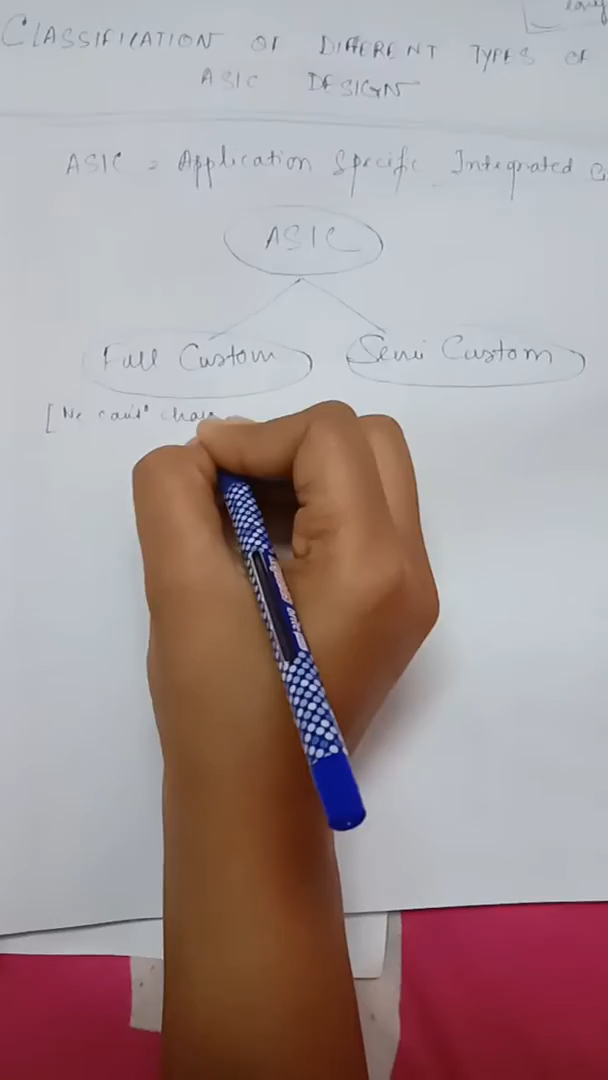 CLASSIFICATION OF DIFFERENT TYPES OF
ASIC DESIGN
ASIC = Application Specific Integrated
ASIC
Full Custom
Semi Custom
[We can't